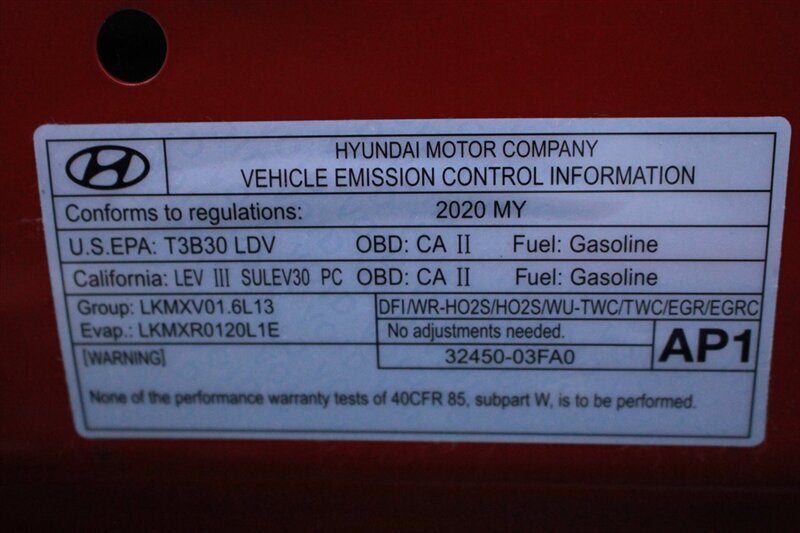 HYUNDAI MOTOR COMPANY
VEHICLE EMISSION CONTROL INFORMATION
Conforms to regulations: 2020 MY
U.S.EPA: T3B30 LDV OBD: CA II Fuel: Gasoline
California: LEV III SULEV30 PC OBD: CA II Fuel: Gasoline
Group: LKMXV01.6L13 DFI/WR-HO2S/HO2S/WU-TWC/TWC/EGR/EGRC
Evap.: LKMXR0120L1E No adjustments needed. AP1
[WARNING] 32450-03FA0
None of the performance warranty tests of 40CFR 85, subpart W, is to be performed.